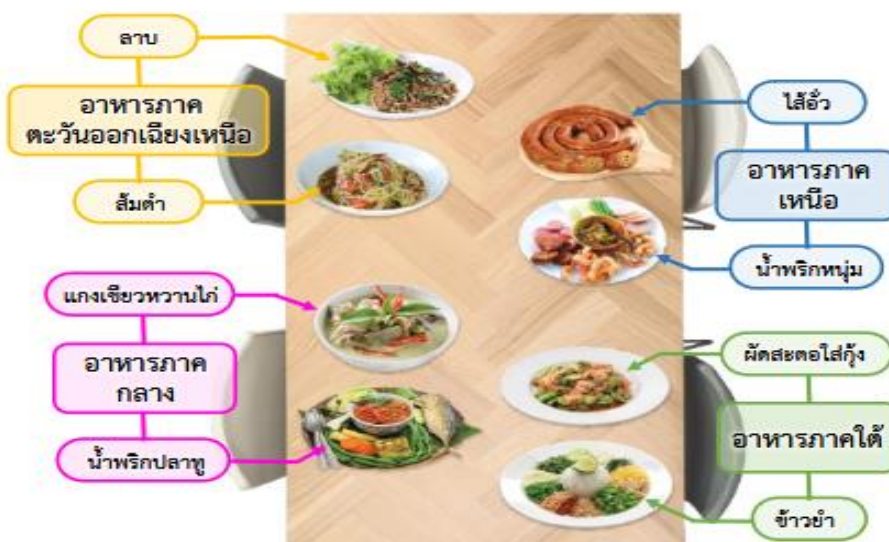 ลาบ
อาหารภาค
ตะวันออกเฉียงเหนือ
ส้มตำ
ไส้อั่ว
อาหารภาค
เหนือ
น้ำพริกหนุ่ม
แกงเขียวหวานไก่
อาหารภาค
กลาง
น้ำพริกปลาทู
ผัดสะตอใส่กุ้ง
อาหารภาคใต้
ข้าวยำ